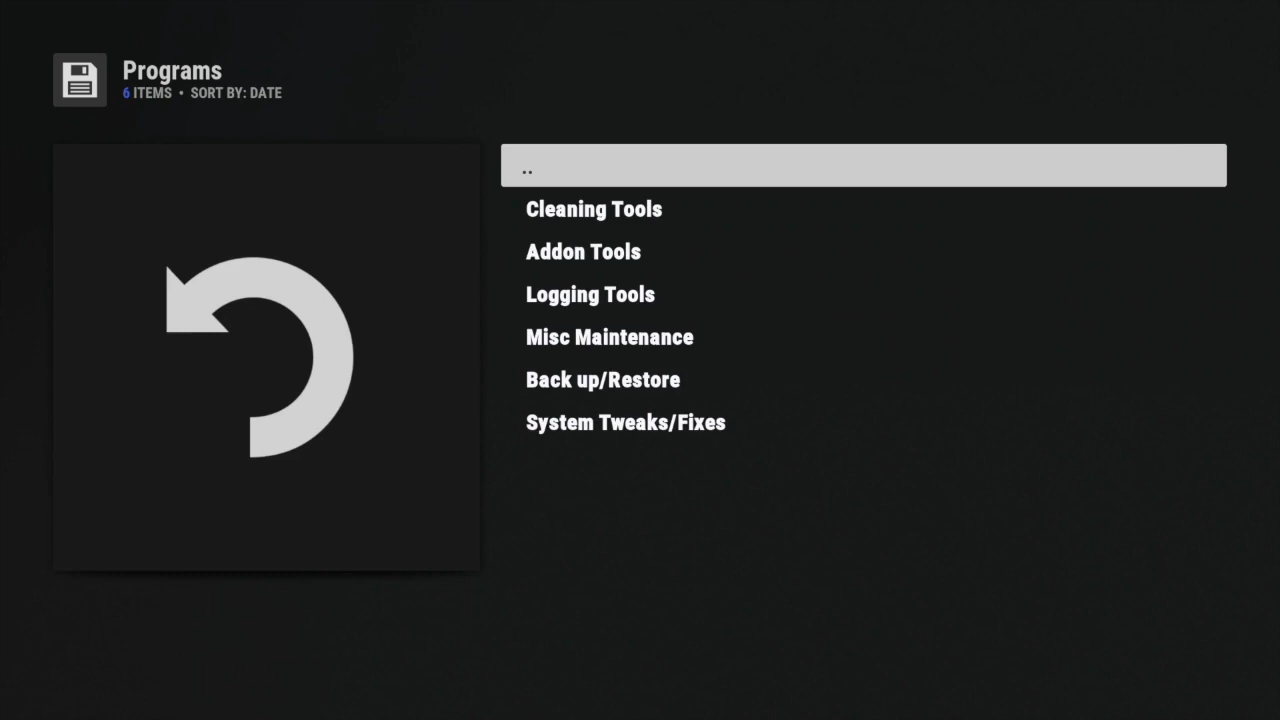 Programs
6 ITEMS • SORT BY: DATE
..
Cleaning Tools
Addon Tools
Logging Tools
Misc Maintenance
Back up/Restore
System Tweaks/Fixes